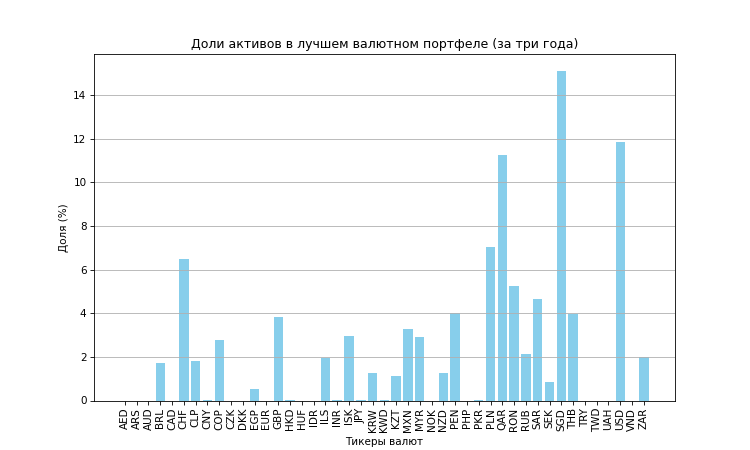 Доли активов в лучшем валютном портфеле (за три года)
Доля (%)
14
12
10
8
6
4
2
0
AED ARS AUD BRL CAD CHF CLP CNY COP CZK DKK EGP EUR GBP HKD HUF IDR ILS INR ISK JPY KRW KWD KZT MXN MYR NOK NZD PEN PHP PKR PLN QAR RON RUB SAR SEK SGD THB TRY TWD UAH USD VND ZAR
Тикеры валют